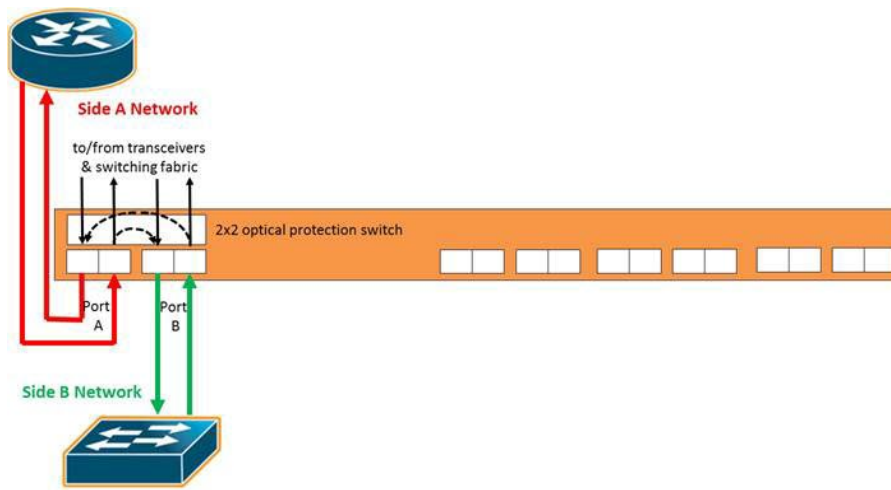 Side A Network
to/from transceivers
& switching fabric
2x2 optical protection switch
Port
A
Port
B
Side B Network